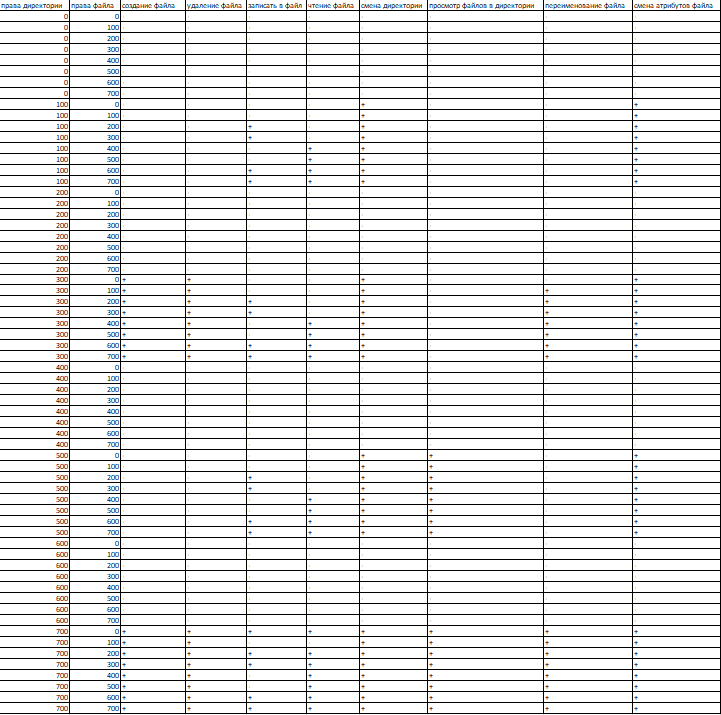 права директории права файла создание файла удаление файла записать в файл чтение файла смена директории просмотр файлов в директории переименование файла смена атрибутов файла
0 0
0 100
0 200
0 300
0 400
0 500
0 600
0 700
100 0 + +
100 100 + +
100 200 + + +
100 300 + + +
100 400 + + +
100 500 + + +
100 600 + + + +
100 700 + + + +
200 0
200 100
200 200
200 300
200 400
200 500
200 600
200 700
300 0 + + + +
300 100 + + + + +
300 200 + + + + + +
300 300 + + + + + +
300 400 + + + + + +
300 500 + + + + + +
300 600 + + + + + + +
300 700 + + + + + + +
400 0
400 100
400 200
400 300
400 400
400 500
400 600
400 700
500 0 + + +
500 100 + + +
500 200 + + + +
500 300 + + + +
500 400 + + + +
500 500 + + + +
500 600 + + + + +
500 700 + + + + +
600 0
600 100
600 200
600 300
600 400
600 500
600 600
600 700
700 0 + + + + + + + +
700 100 + + + + + +
700 200 + + + + + + + +
700 300 + + + + + + + +
700 400 + + + + + + +
700 500 + + + + + + +
700 600 + + + + + + + +
700 700 + + + + + + + +